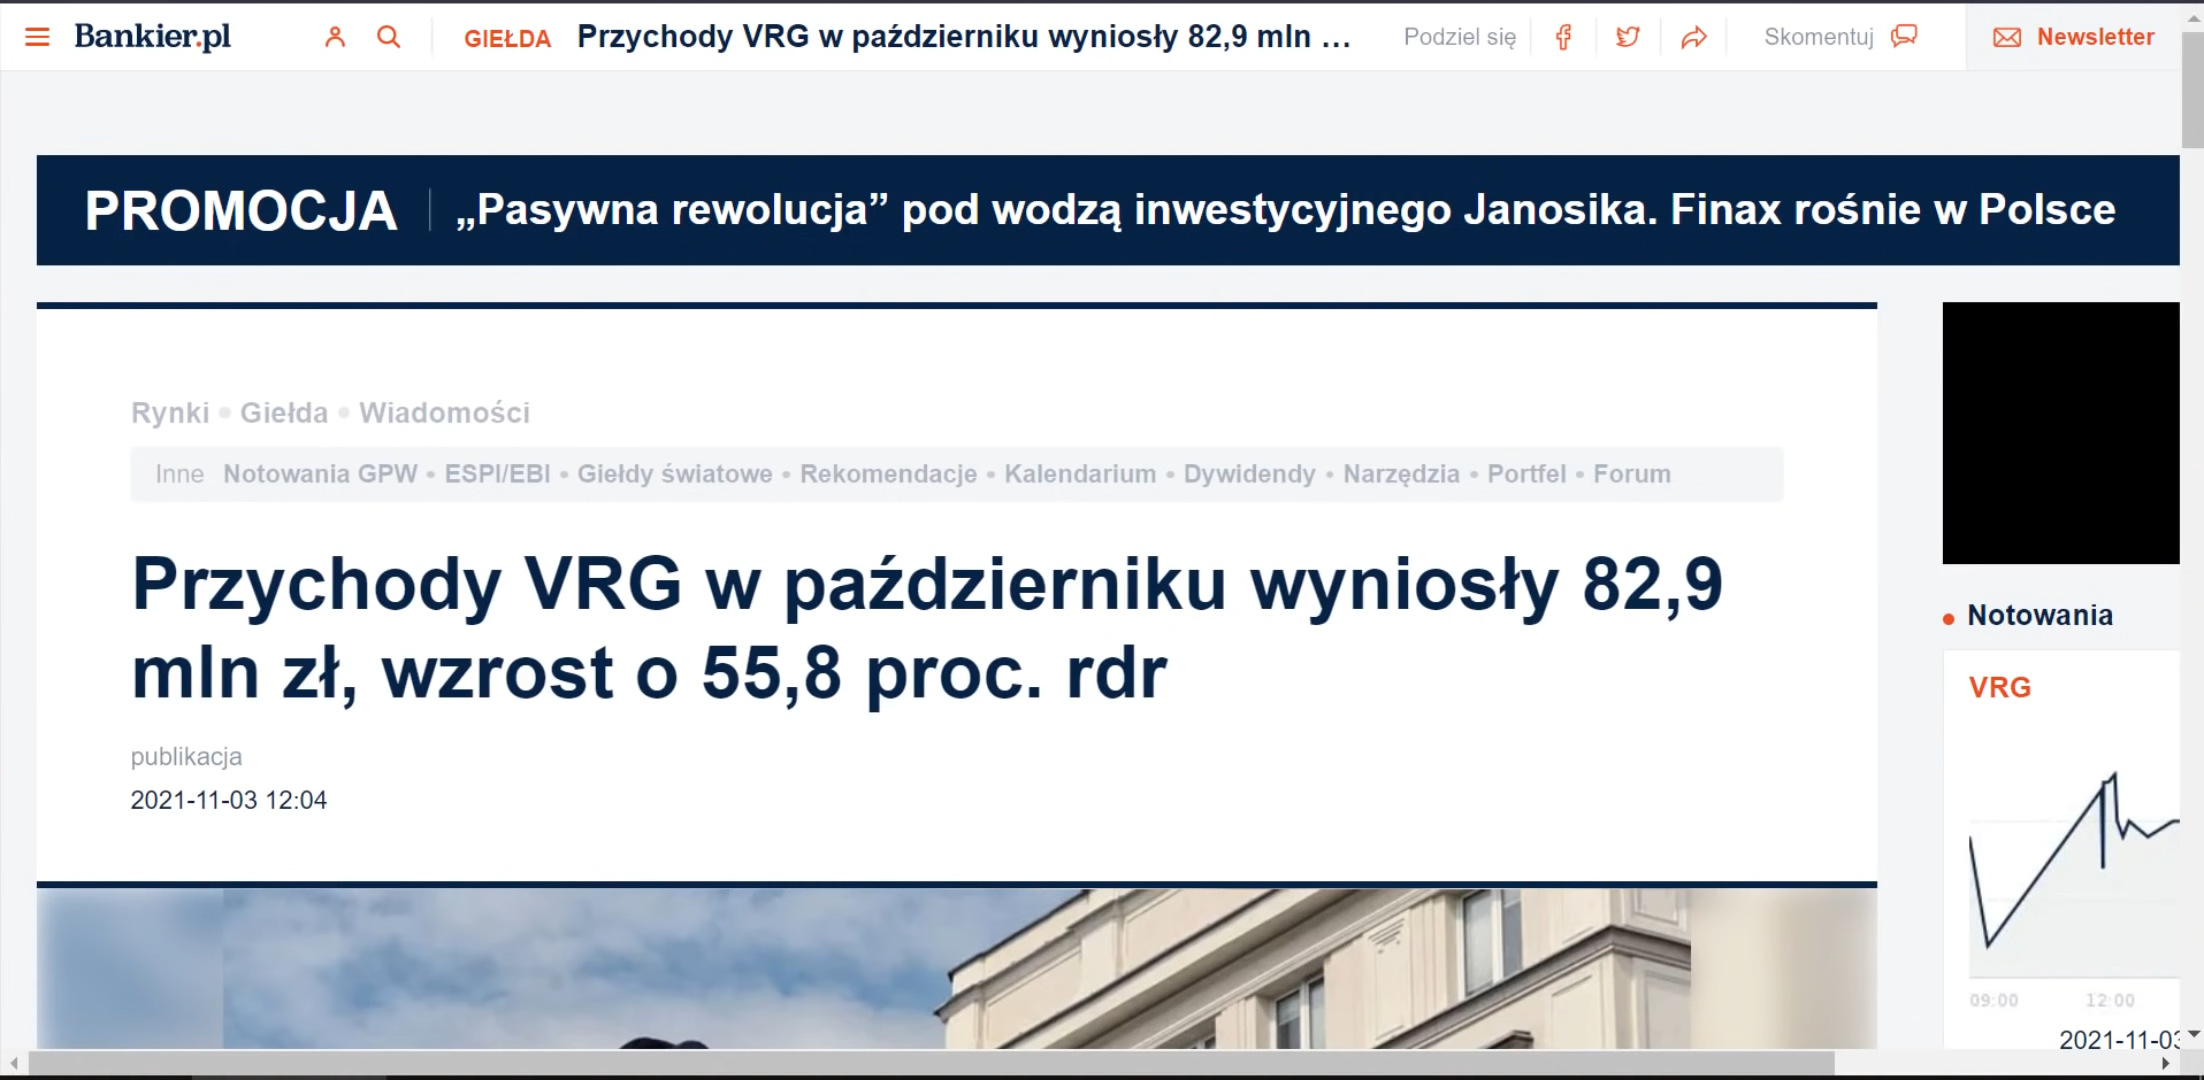 Bankier.pl GIEŁDA Przychody VRG w październiku wyniosły 82,9 mln ... Podziel się Skomentuj Newsletter
PROMOCJA „Pasywna rewolucja” pod wodzą inwestycyjnego Janosika. Finax rośnie w Polsce
Rynki • Giełda • Wiadomości
Inne Notowania GPW • ESPI/EBI • Giełdy światowe • Rekomendacje • Kalendarium • Dywidendy • Narzędzia • Portfel • Forum
Przychody VRG w październiku wyniosły 82,9
mln zł, wzrost o 55,8 proc. rdr
publikacja
2021-11-03 12:04
Notowania
VRG
09:00 12:00
2021-11-03